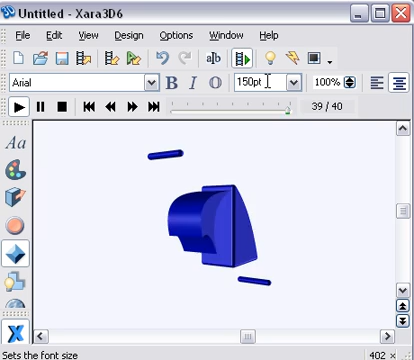 Untitled - Xara3D6
File Edit View Design Options Window Help
a|b
Arial B I O 150pt 100%
39 / 40
Aa
X
Sets the font size 402 ×